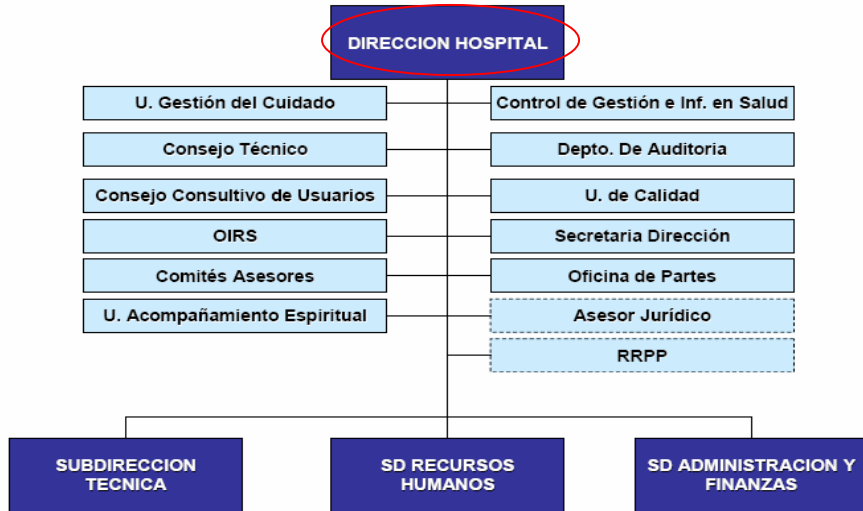 DIRECCION HOSPITAL
U. Gestión del Cuidado
Control de Gestión e Inf. en Salud
Consejo Técnico
Depto. De Auditoria
Consejo Consultivo de Usuarios
U. de Calidad
OIRS
Secretaria Dirección
Comités Asesores
Oficina de Partes
U. Acompañamiento Espiritual
Asesor Jurídico
RRPP
SUBDIRECCION
TECNICA
SD RECURSOS
HUMANOS
SD ADMINISTRACION Y
FINANZAS